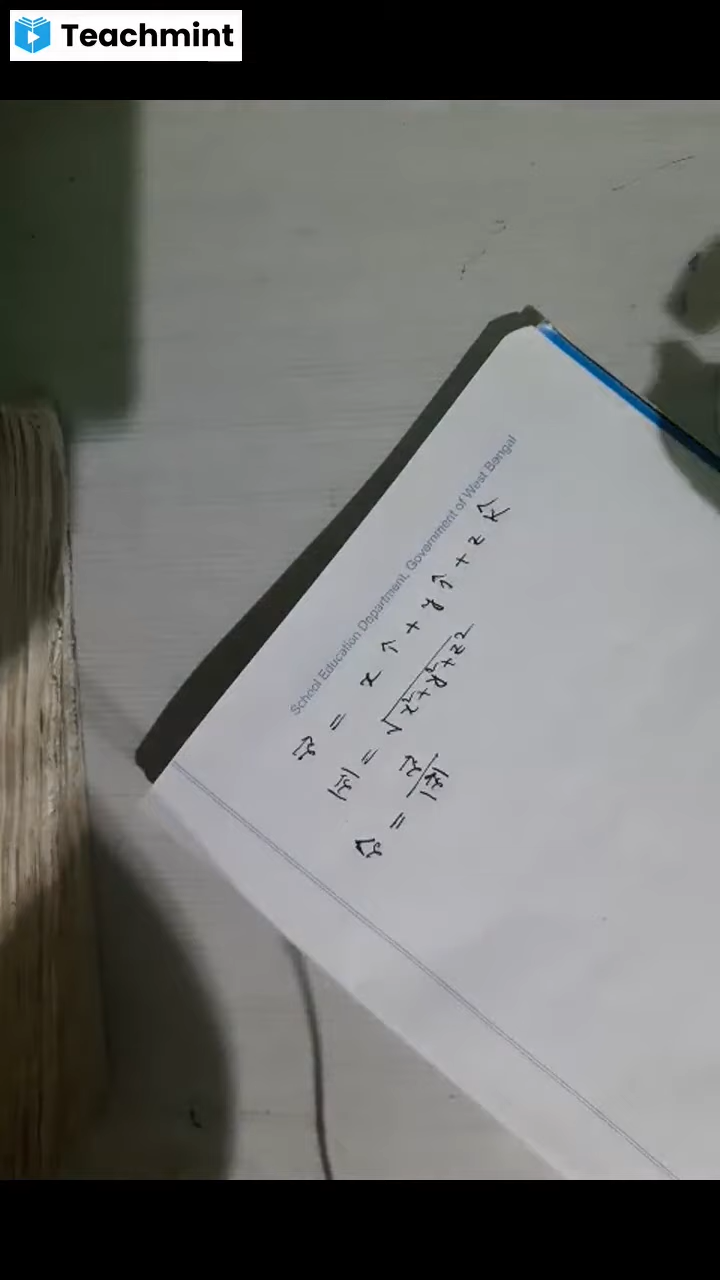 Teachmint
School Education Department, Government of West Bengal
r⃗ = x î + y ĵ + z k̂
|r⃗| = √x²+y²+z²
r̂ = r⃗/|r⃗|